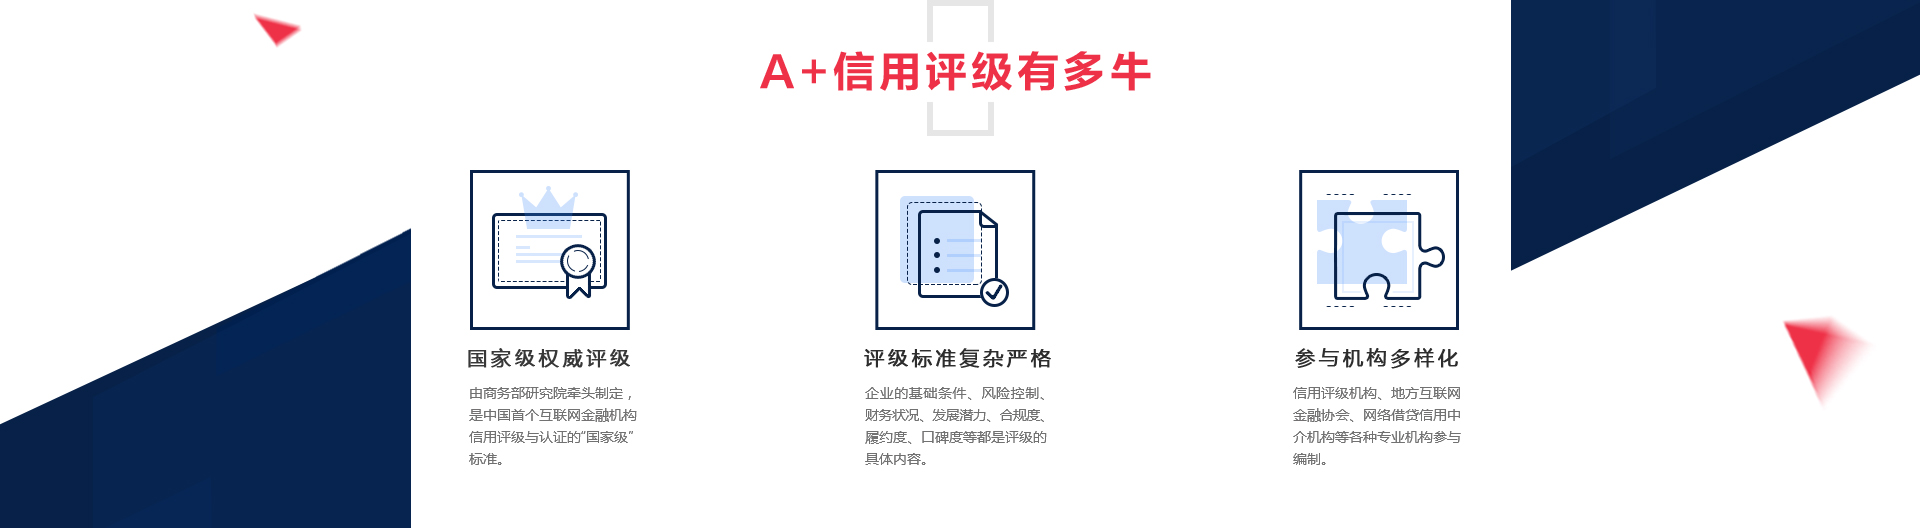 A+信用评级有多牛
国家级权威评级
由商务部研究院牵头制定，
是中国首个互联网金融机构
信用评级与认证的“国家级”
标准。
评级标准复杂严格
企业的基础条件、风险控制、
财务状况、发展潜力、合规度、
履约度、口碑度等都是评级的
具体内容。
参与机构多样化
信用评级机构、地方互联网
金融协会、网络借贷信用中
介机构等各种专业机构参与
编制。